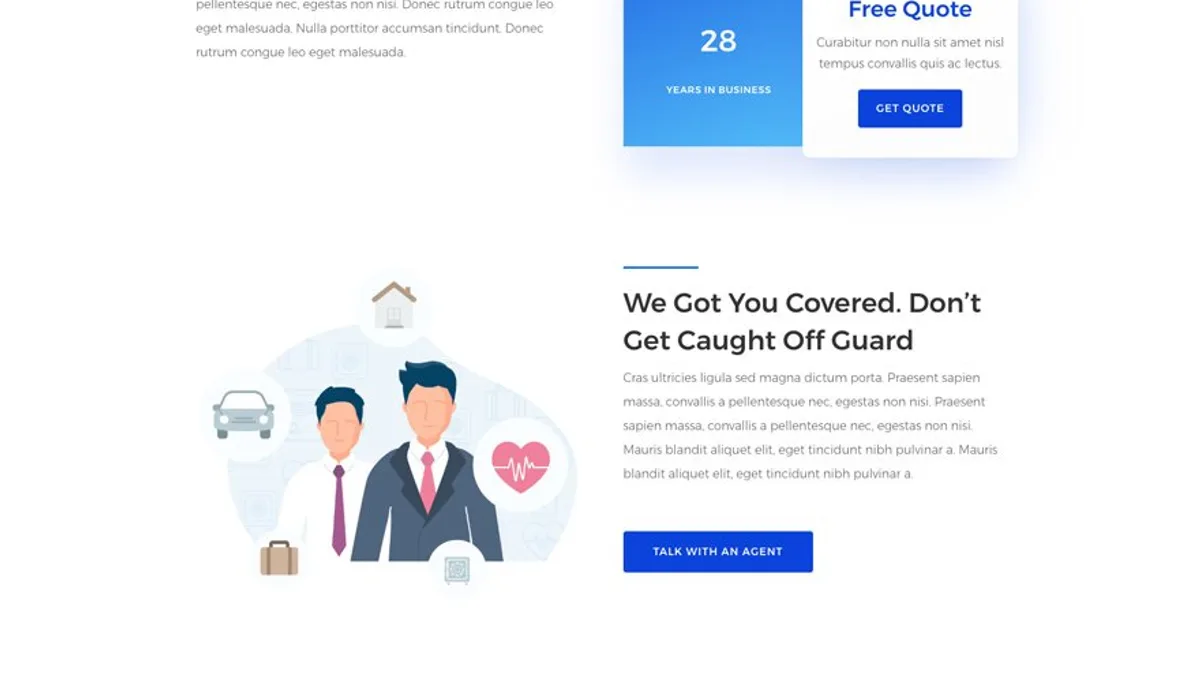 pellentesque nec, egestas non nisi. Donec rutrum congue leo
eget malesuada. Nulla porttitor accumsan tincidunt. Donec
rutrum congue leo eget malesuada.
28
YEARS IN BUSINESS
Free Quote
Curabitur non nulla sit amet nisl
tempus convallis quis ac lectus.
GET QUOTE
We Got You Covered. Don’t
Get Caught Off Guard
Cras ultricies ligula sed magna dictum porta. Praesent sapien
massa, convallis a pellentesque nec, egestas non nisi. Praesent
sapien massa, convallis a pellentesque nec, egestas non nisi.
Mauris blandit aliquet elit, eget tincidunt nibh pulvinar a. Mauris
blandit aliquet elit, eget tincidunt nibh pulvinar a.
TALK WITH AN AGENT